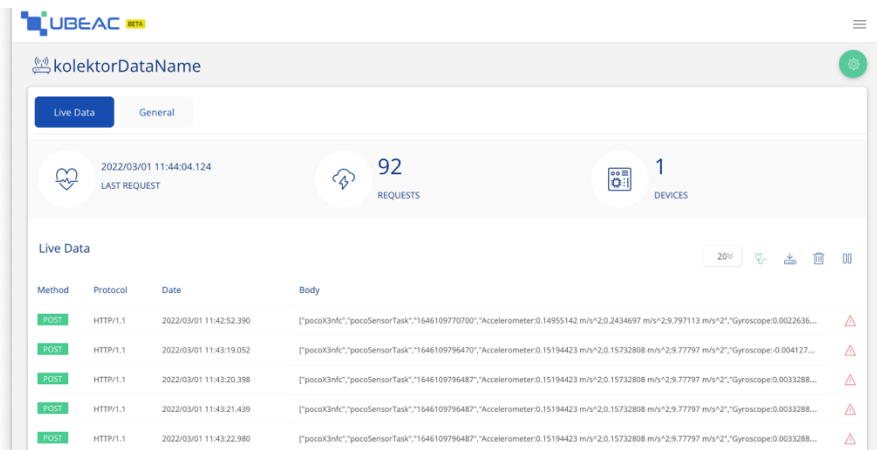 UBEAC BETA
kolektorDataName
Live Data General
2022/03/01 11:44:04.124
LAST REQUEST
92
REQUESTS
1
DEVICES
Live Data
20
Method Protocol Date Body
POST HTTP/1.1 2022/03/01 11:42:52.390 ["pocoX3nfc","pocoSensorTask","1646109770700","Accelerometer:0.14955142 m/s^2;0.2434697 m/s^2;9.797113 m/s^2","Gyroscope:0.0022636...
POST HTTP/1.1 2022/03/01 11:43:19.052 ["pocoX3nfc","pocoSensorTask","1646109796470","Accelerometer:0.15194423 m/s^2;0.15732808 m/s^2;9.77797 m/s^2","Gyroscope:-0.004127...
POST HTTP/1.1 2022/03/01 11:43:20.398 ["pocoX3nfc","pocoSensorTask","1646109796487","Accelerometer:0.15194423 m/s^2;0.15732808 m/s^2;9.77797 m/s^2","Gyroscope:0.0033288...
POST HTTP/1.1 2022/03/01 11:43:21.439 ["pocoX3nfc","pocoSensorTask","1646109796487","Accelerometer:0.15194423 m/s^2;0.15732808 m/s^2;9.77797 m/s^2","Gyroscope:0.0033288...
POST HTTP/1.1 2022/03/01 11:43:22.980 ["pocoX3nfc","pocoSensorTask","1646109796487","Accelerometer:0.15194423 m/s^2;0.15732808 m/s^2;9.77797 m/s^2","Gyroscope:0.0033288...